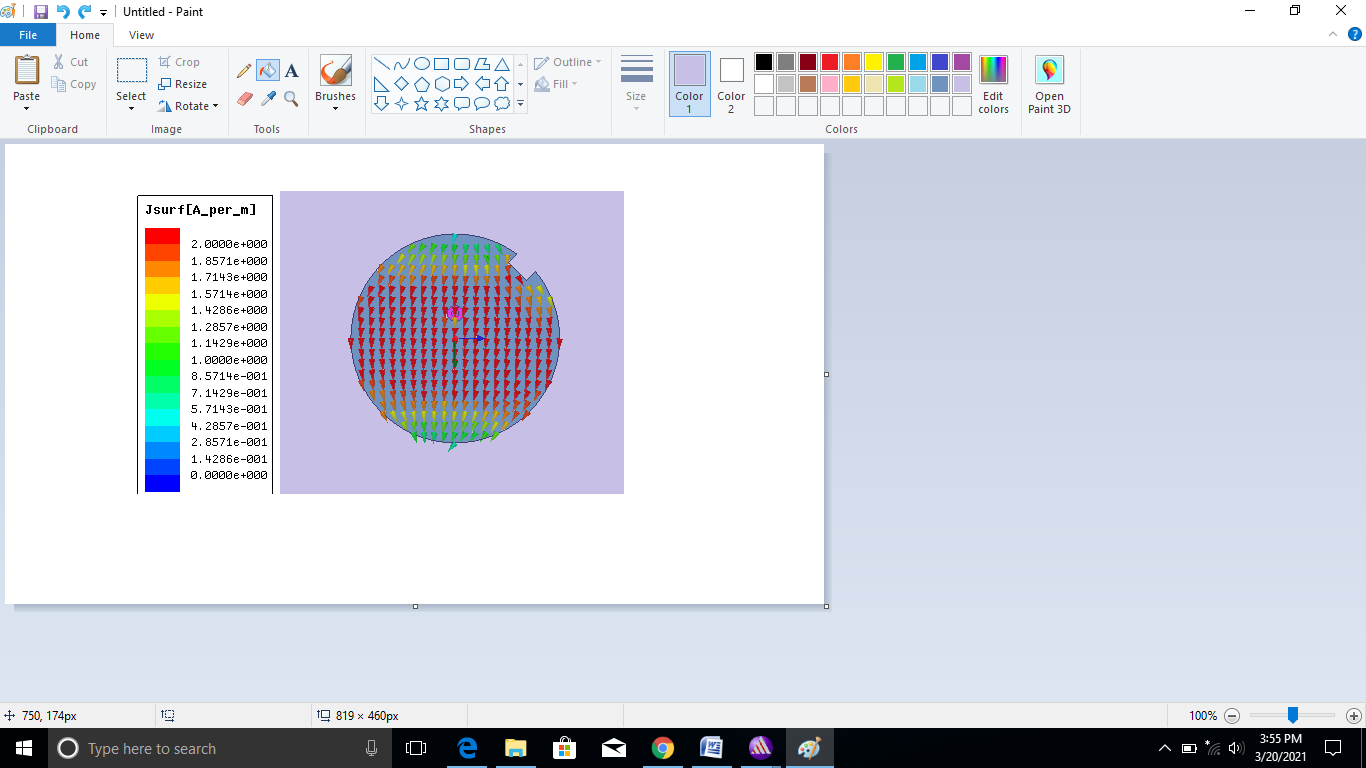 Untitled - Paint
File Home View
Paste
Cut
Copy
Clipboard
Select
Crop
Resize
Rotate
Image
A
Tools
Brushes
Outline
Fill
Shapes
Size
Color 1
Color 2
Colors
Edit colors
Open Paint 3D
Jsurf[A_per_m]
2.0000e+000
1.8571e+000
1.7143e+000
1.5714e+000
1.4286e+000
1.2857e+000
1.1429e+000
1.0000e+000
8.5714e-001
7.1429e-001
5.7143e-001
4.2857e-001
2.8571e-001
1.4286e-001
0.0000e+000
750, 174px
819 × 460px
100%
Type here to search
3:55 PM
3/20/2021